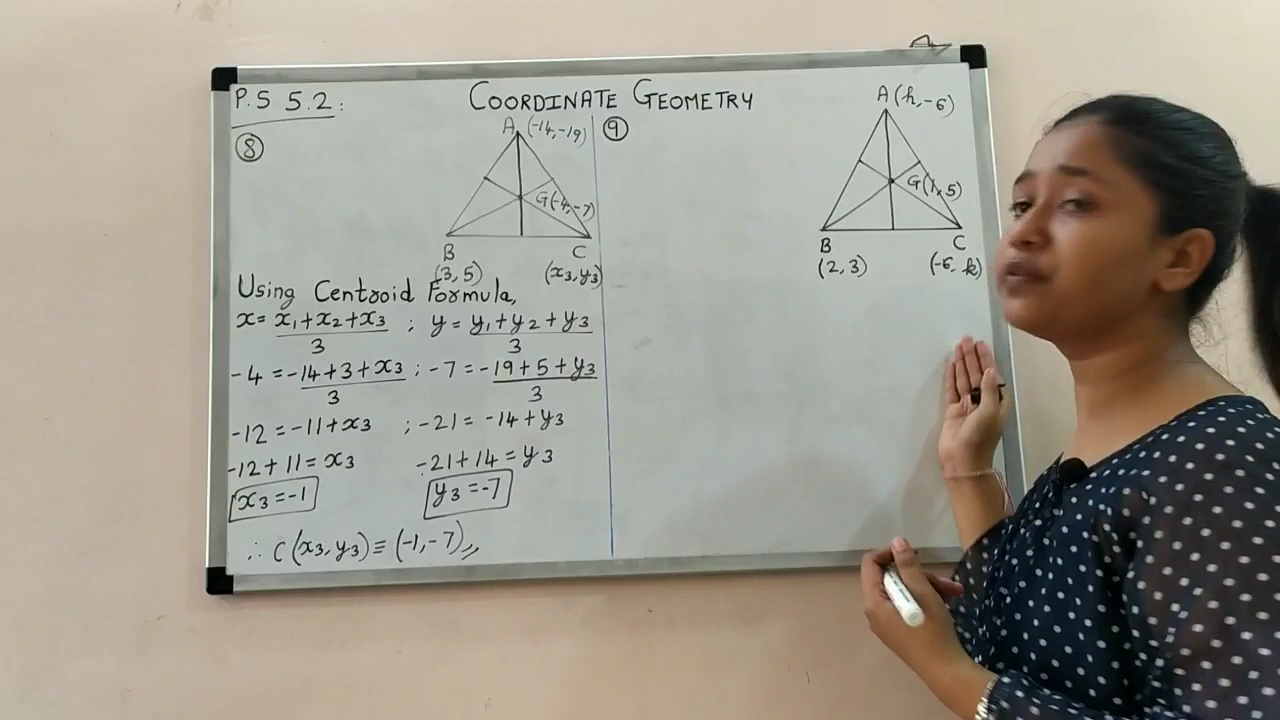 P.S 5.2:
COORDINATE GEOMETRY
⑧
A (-14,-19)
G(-4,-7)
B
C
(3, 5)
(x₃, y₃)
Using Centroid Formula,
x = x₁+x₂+x₃ / 3 ; y = y₁+y₂+y₃ / 3
-4 = -14+3+x₃ / 3 ; -7 = -19+5+y₃ / 3
-12 = -11+x₃ ; -21 = -14+y₃
-12+11 = x₃ -21+14 = y₃
x₃ = -1 y₃ = -7
∴ C(x₃, y₃) ≡ (-1, -7)
⑨
A (h, -6)
G(1, 5)
B
C
(2, 3)
(-6, k)